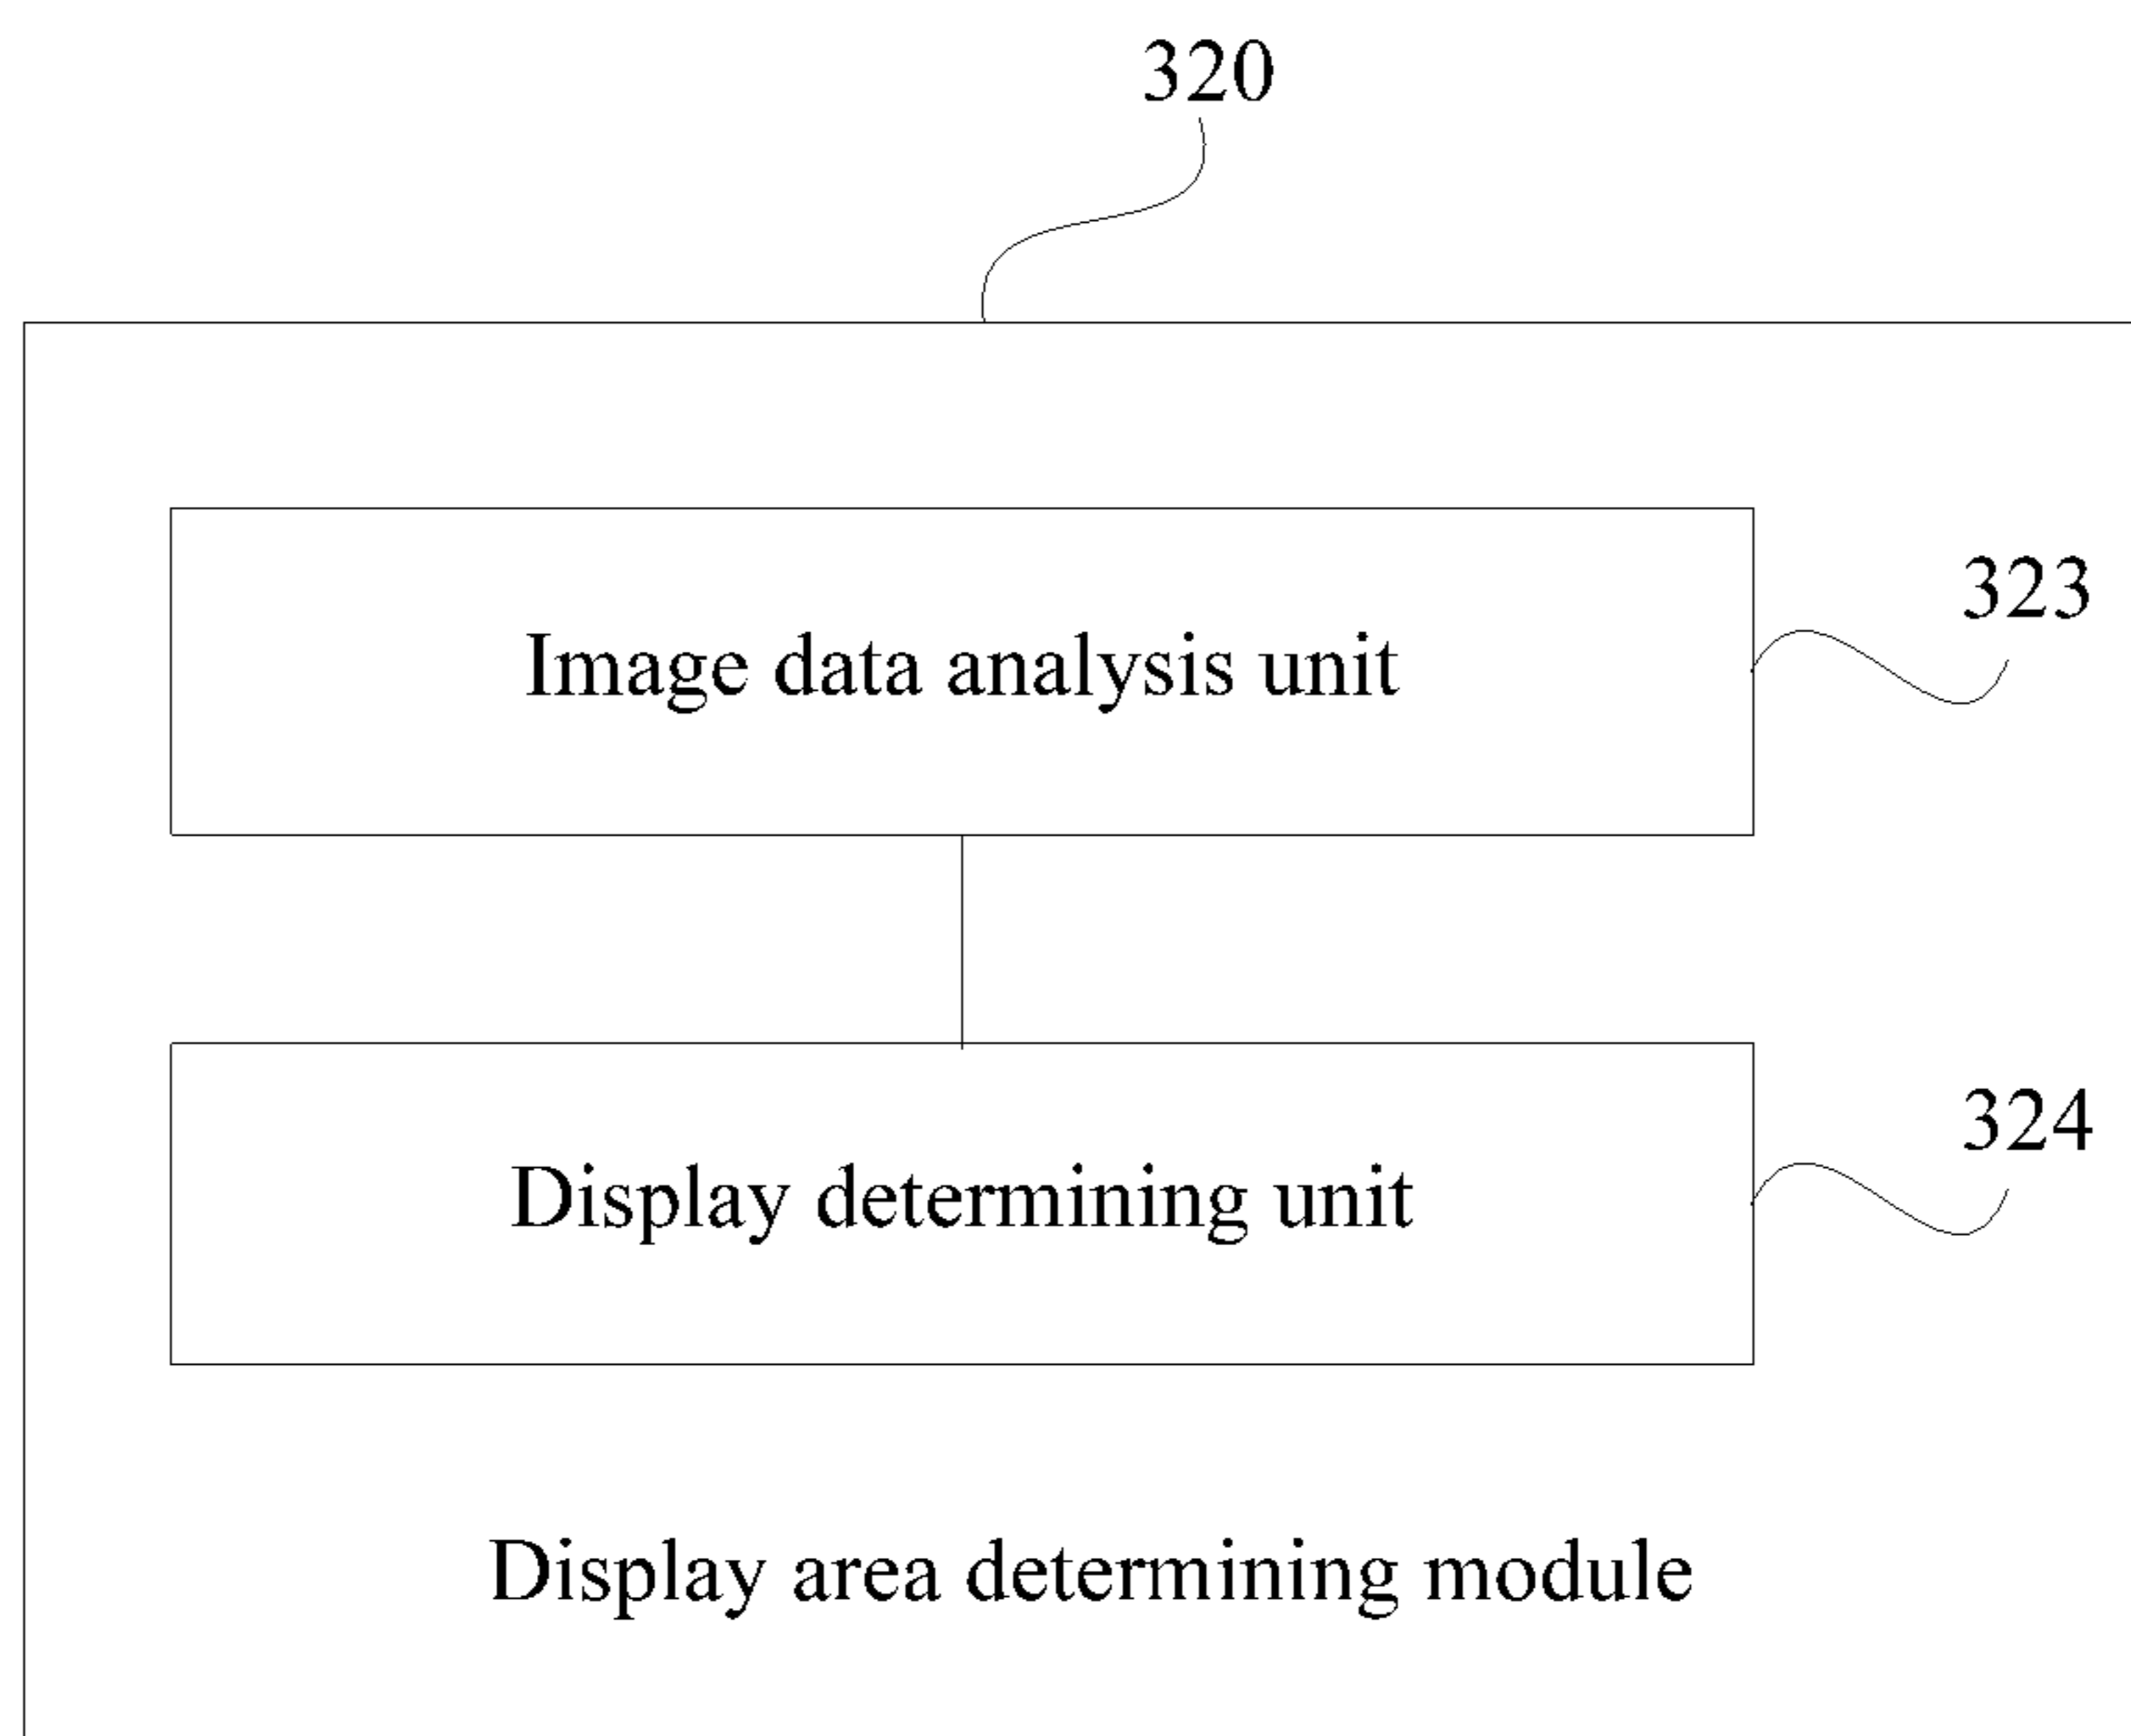 320
323
Image data analysis unit
324
Display determining unit
Display area determining module